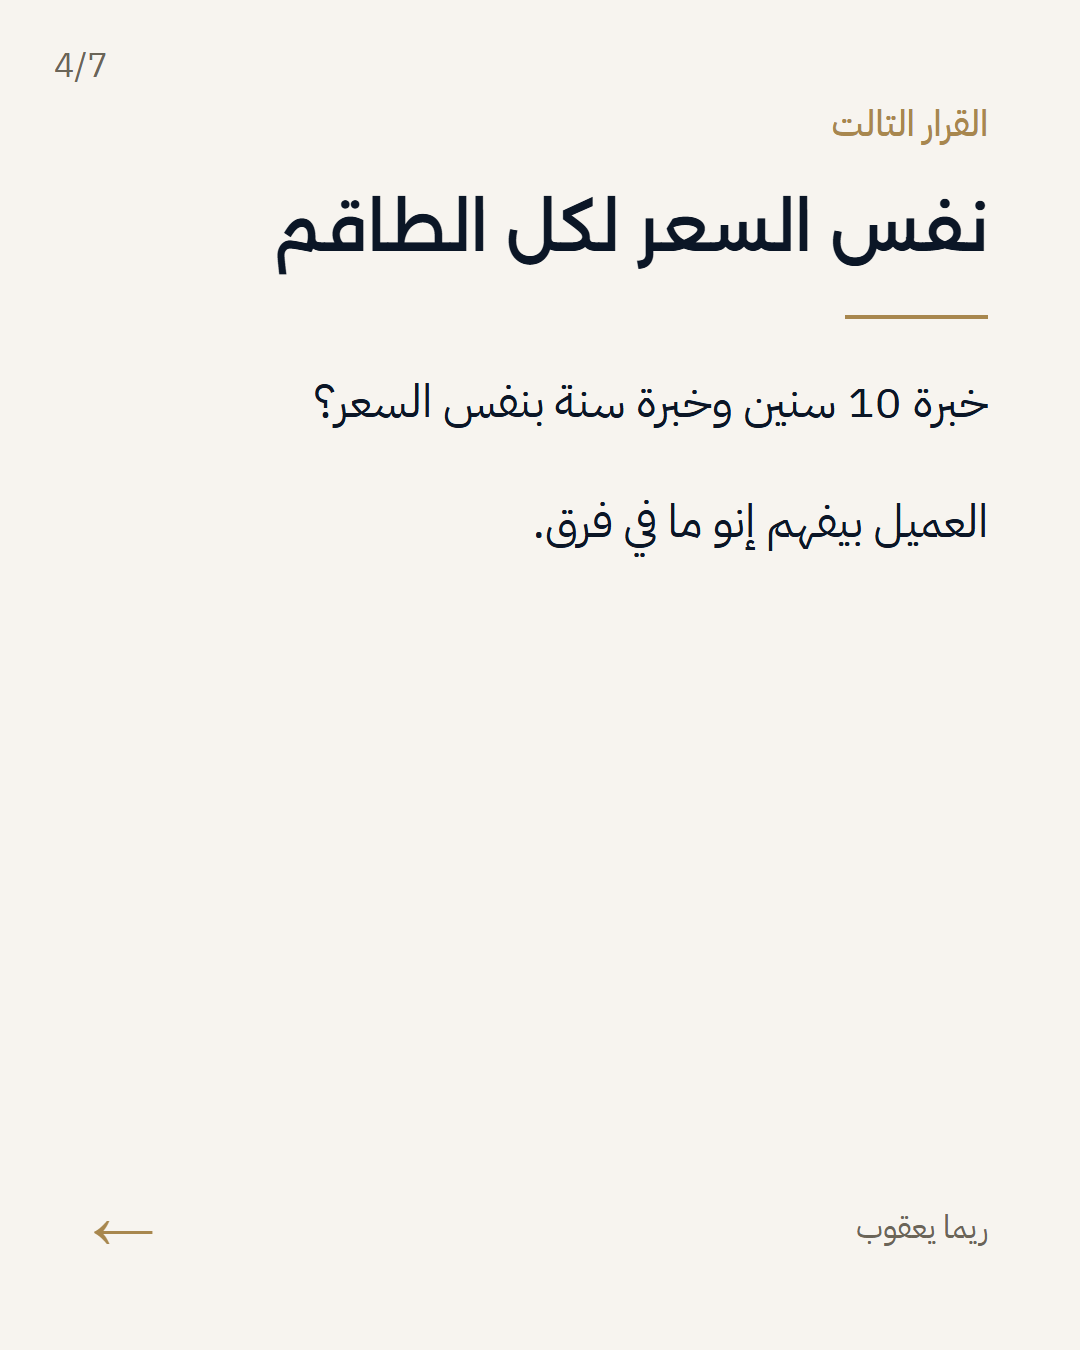 4/7
القرار التالت
نفس السعر لكل الطاقم
خبرة 10 سنين وخبرة سنة بنفس السعر؟
العميل بيفهم إنو ما في فرق.
ريما يعقوب